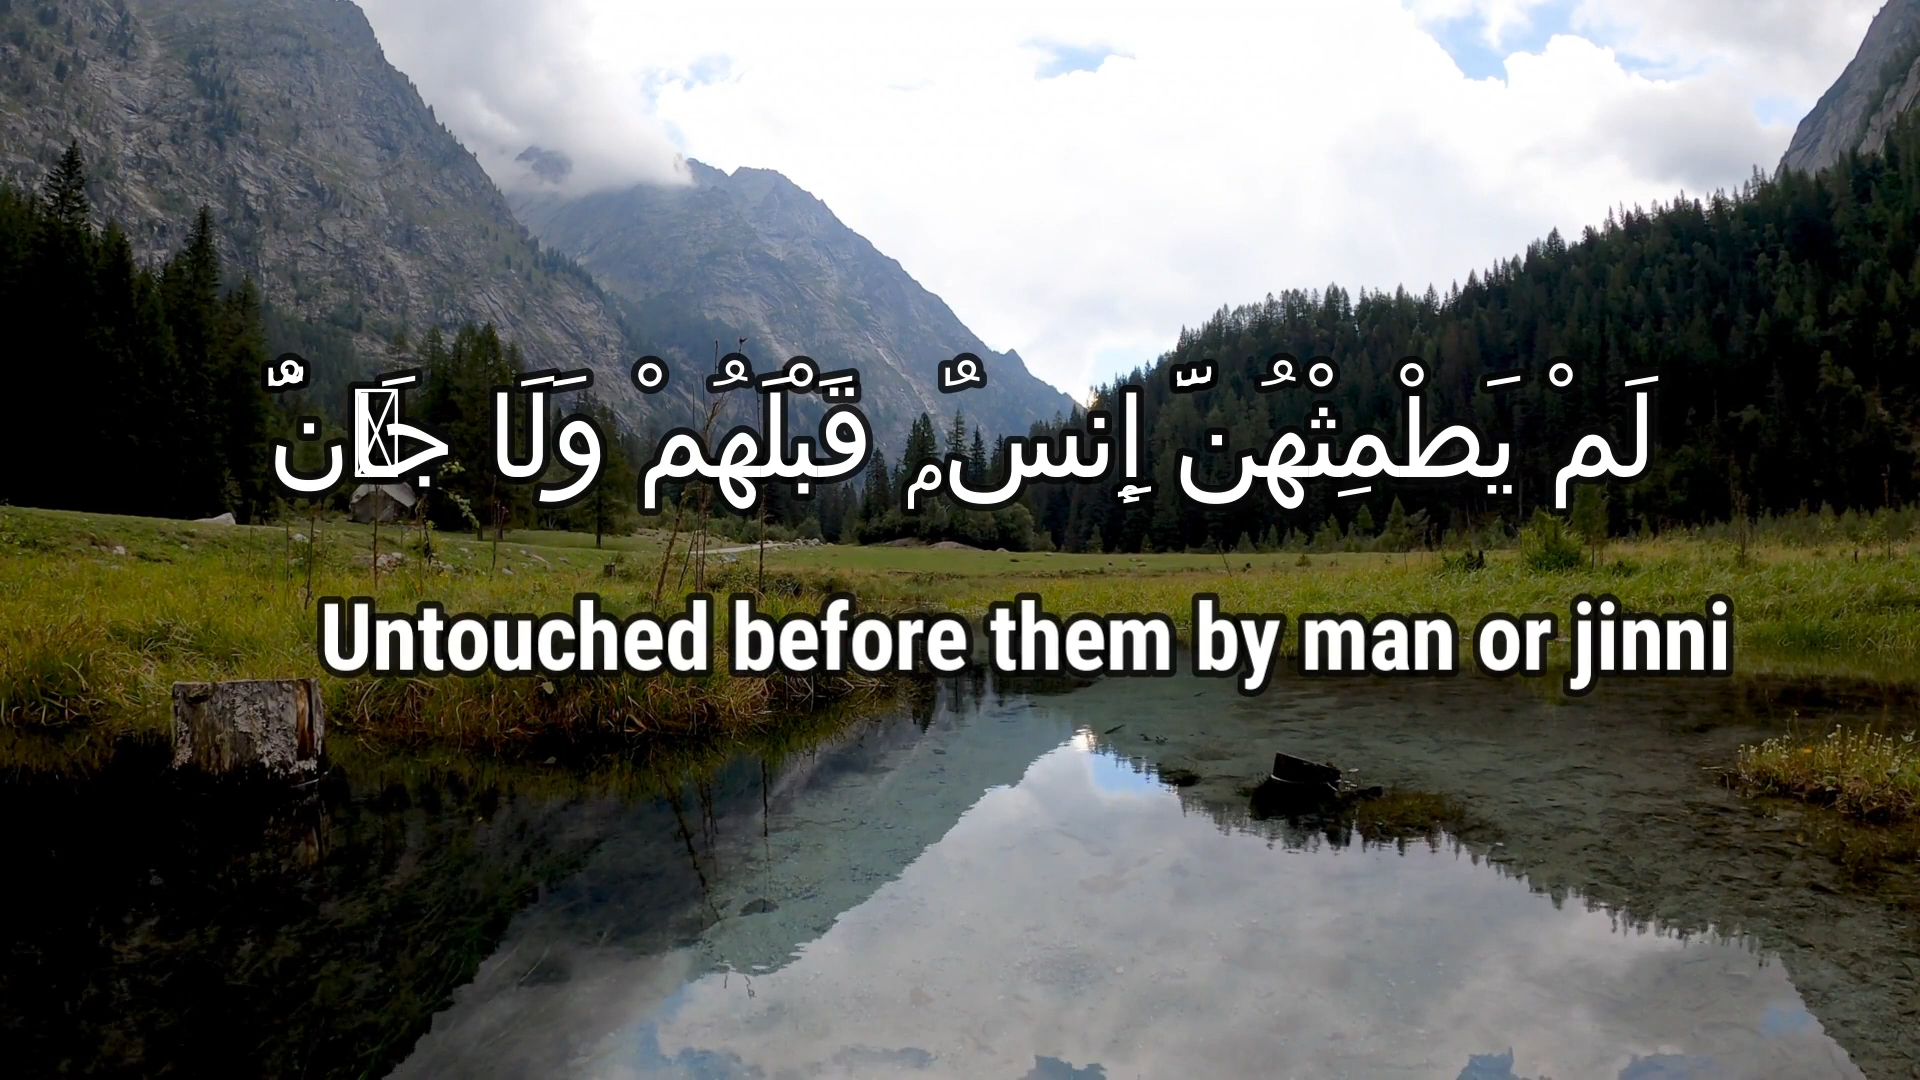 لَمْ يَطْمِثْهُنَّ إِنسٌۭ قَبْلَهُمْ وَلَا جَانٌّۭ
Untouched before them by man or jinni